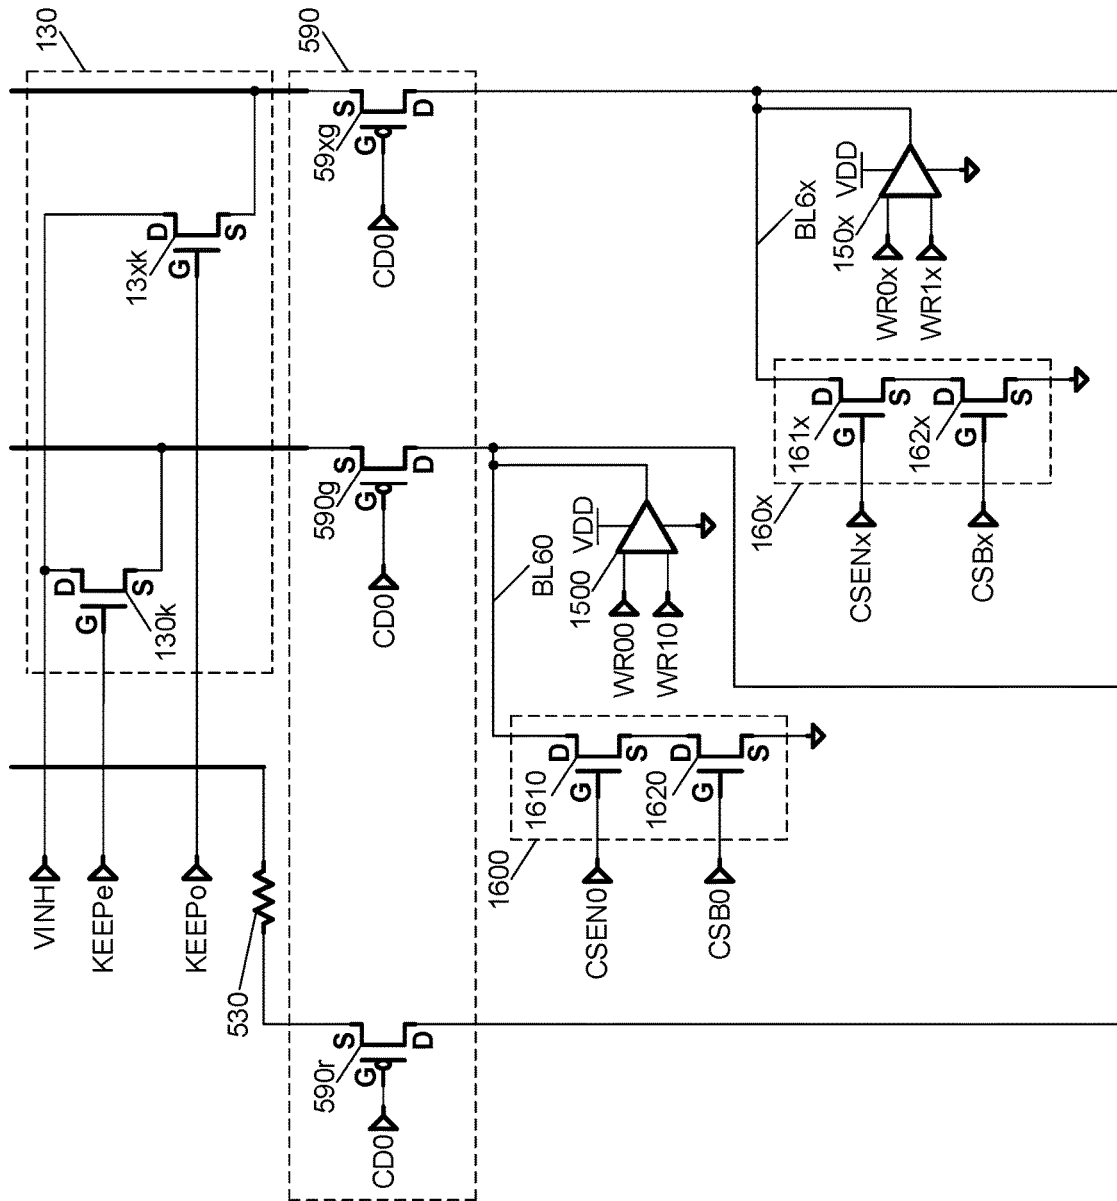 130
VINH
KEEPe
KEEPo
D
G
S
130k
D
G
S
13xk
530
590
S
G
D
590r
CD0
S
G
D
590g
CD0
S
G
D
59xg
CD0
BL60
1500
VDD
WR00
WR10
1600
D
G
S
1610
D
G
S
1620
CSEN0
CSB0
BL6x
150x
VDD
WR0x
WR1x
160x
D
G
S
161x
D
G
S
162x
CSENx
CSBx